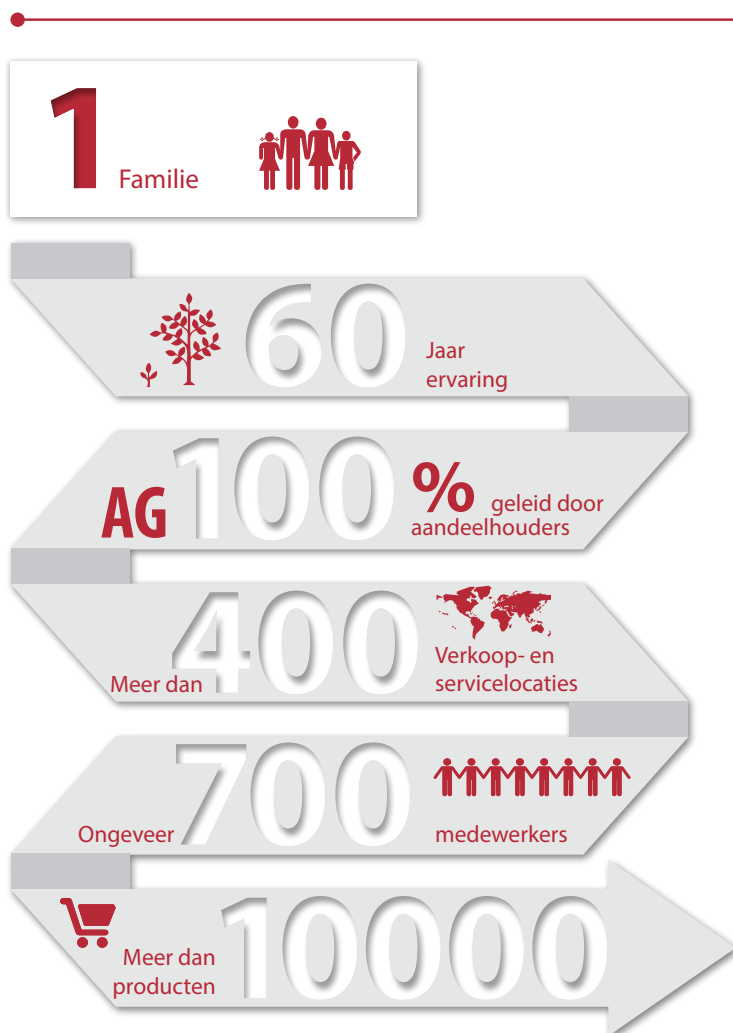 1 Familie
60 Jaar
ervaring
AG 100 % geleid door
aandeelhouders
Meer dan 400 Verkoop- en
servicelocaties
Ongeveer 700 medewerkers
Meer dan 10000
producten